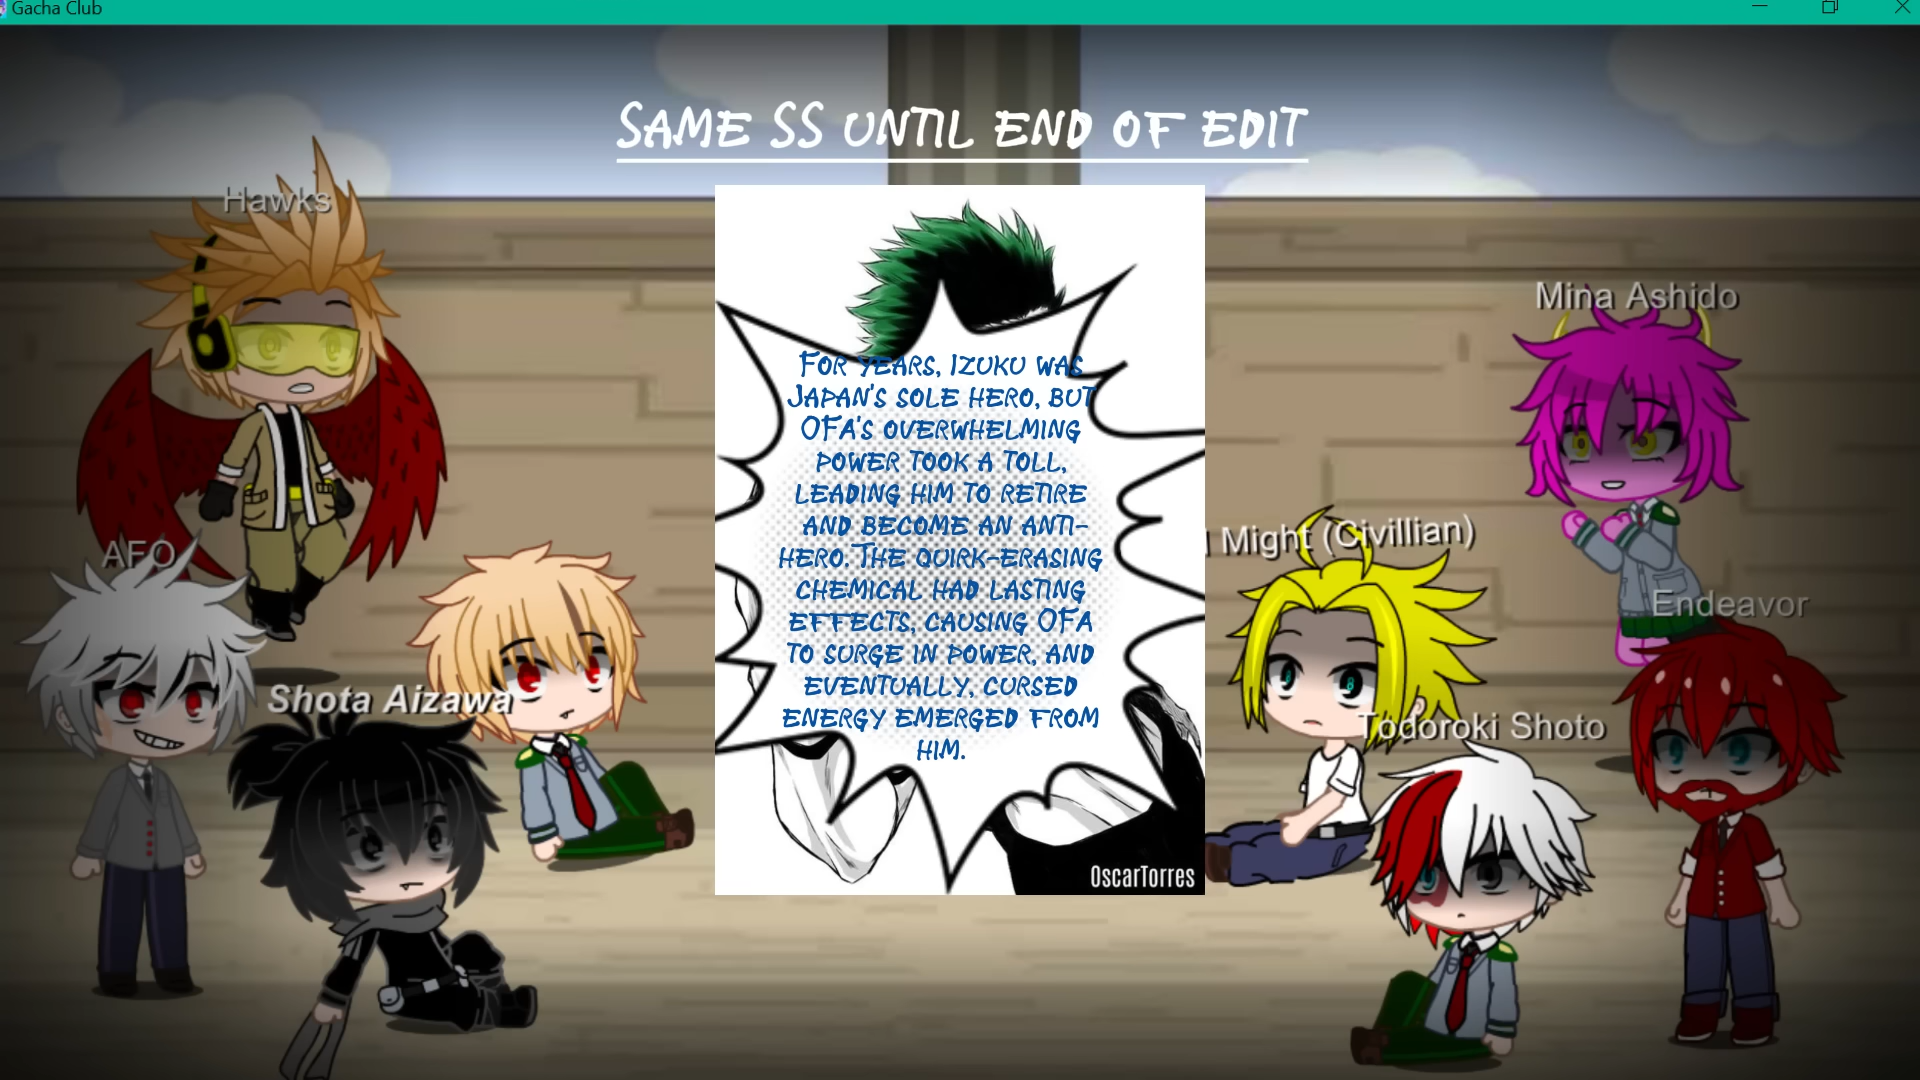 Gacha Club
SAME SS UNTIL END OF EDIT
Hawks
Mina Ashido
FOR YEARS, IZUKU WAS
JAPAN'S SOLE HERO, BUT
OFA'S OVERWHELMING
POWER TOOK A TOLL,
LEADING HIM TO RETIRE
AND BECOME AN ANTI-
HERO. THE QUIRK-ERASING
CHEMICAL HAD LASTING
EFFECTS, CAUSING OFA
TO SURGE IN POWER, AND
EVENTUALLY, CURSED
ENERGY EMERGED FROM
HIM.
AFO
l Might (Civillian)
Endeavor
Shota Aizawa
Todoroki Shoto
OscarTorres